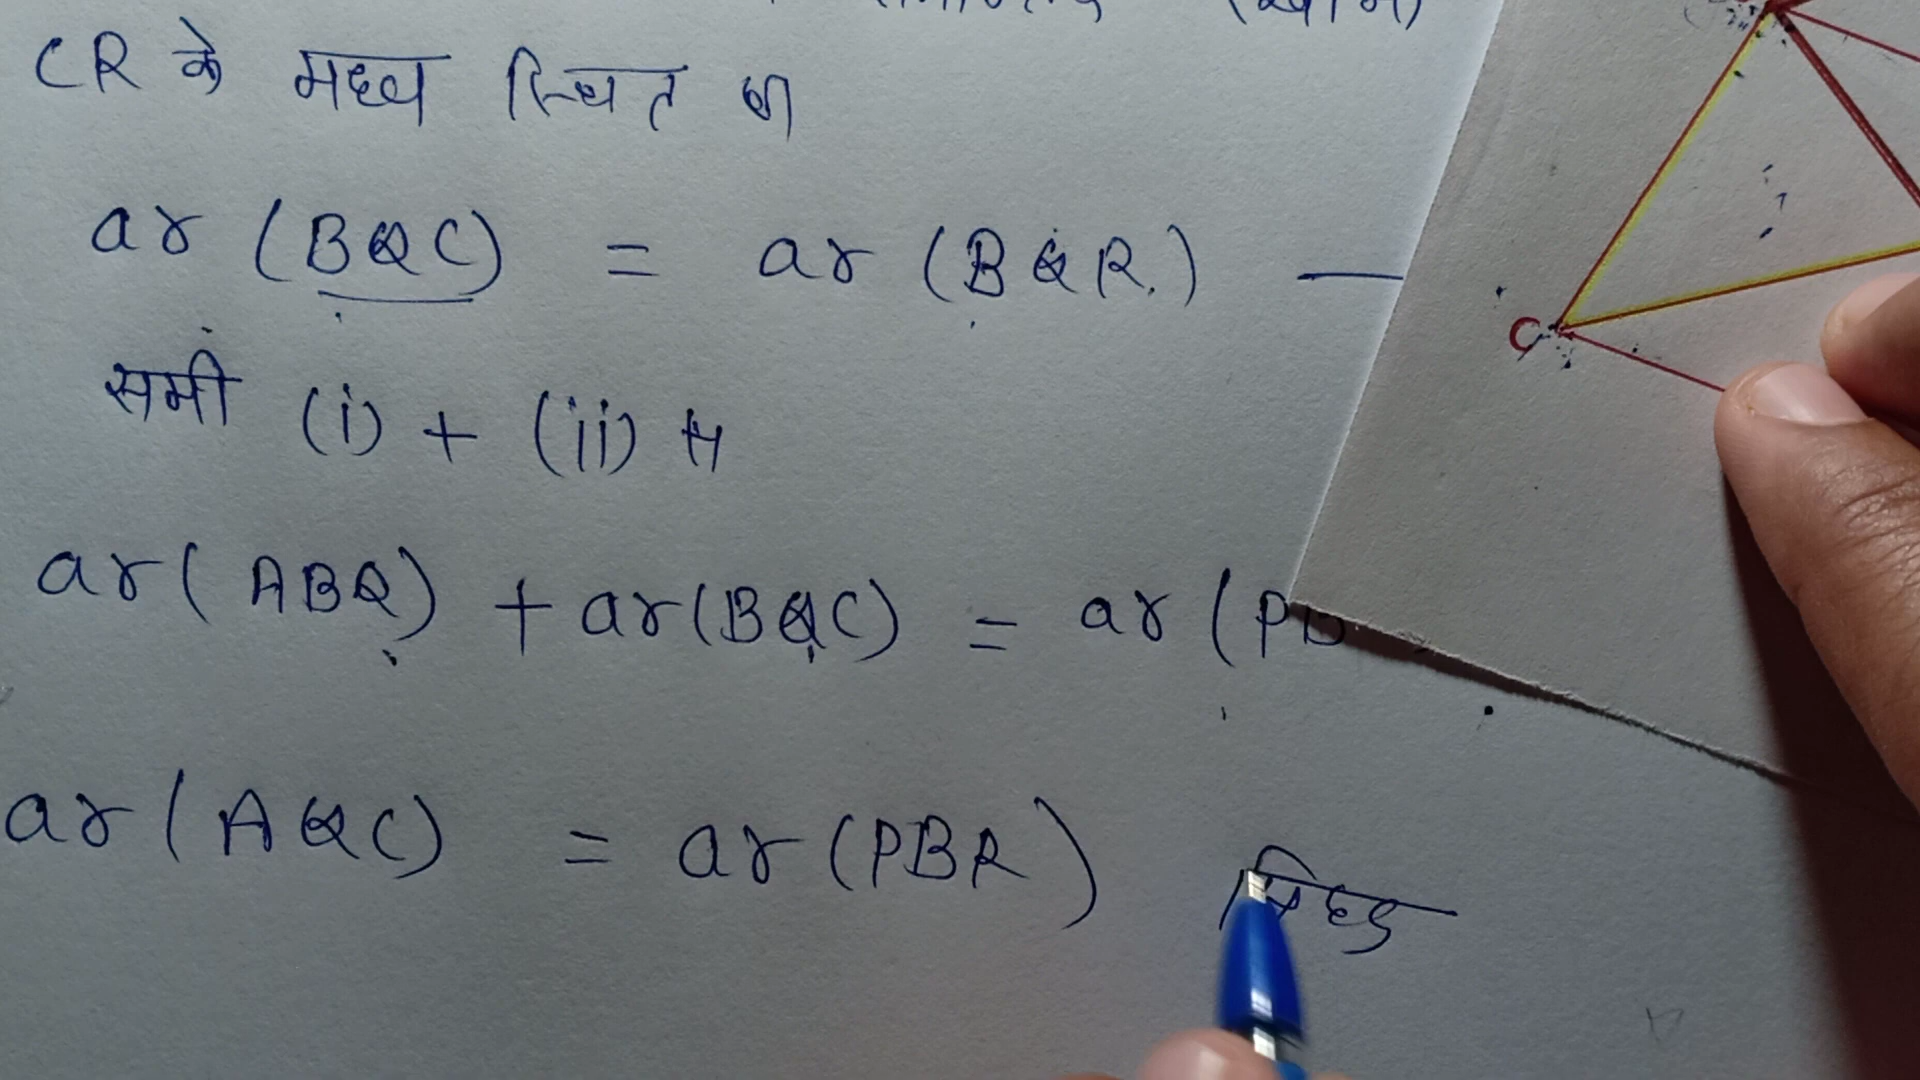 CR के मध्य स्थित
ar (BQC) = ar (BQR) —
समी (i) + (ii) से
ar (ABQ) + ar (BQC) = ar (PB
ar (AQC) = ar (PBR) सिद्ध
C